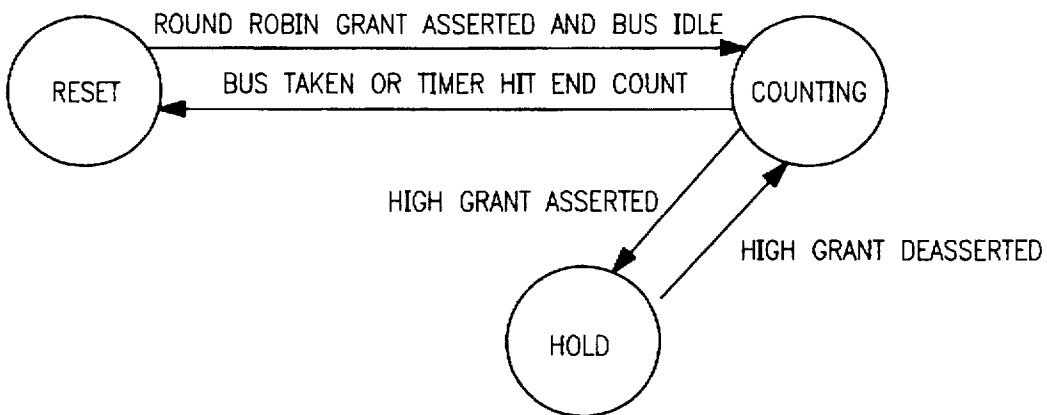 ROUND ROBIN GRANT ASSERTED AND BUS IDLE
RESET
BUS TAKEN OR TIMER HIT END COUNT
COUNTING
HIGH GRANT ASSERTED
HIGH GRANT DEASSERTED
HOLD